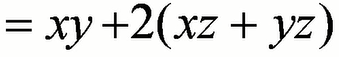 = xy + 2(xz + yz)